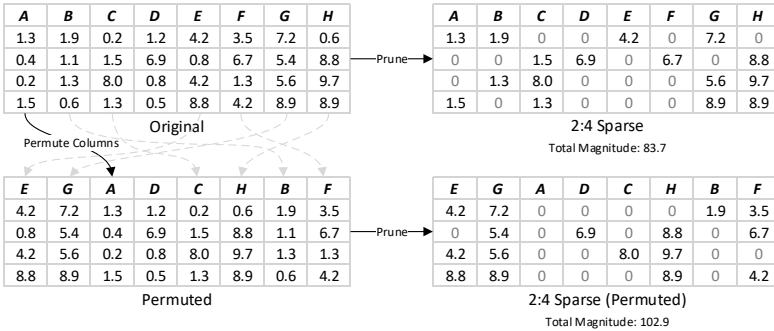 A B C D E F G H
1.3 1.9 0.2 1.2 4.2 3.5 7.2 0.6
0.4 1.1 1.5 6.9 0.8 6.7 5.4 8.8
0.2 1.3 8.0 0.8 4.2 1.3 5.6 9.7
1.5 0.6 1.3 0.5 8.8 4.2 8.9 8.9
Original
Prune
A B C D E F G H
1.3 1.9 0 0 4.2 0 7.2 0
0 0 1.5 6.9 0 6.7 0 8.8
0 1.3 8.0 0 0 0 5.6 9.7
1.5 0 1.3 0 0 0 8.9 8.9
2:4 Sparse
Total Magnitude: 83.7
Permute Columns
E G A D C H B F
4.2 7.2 1.3 1.2 0.2 0.6 1.9 3.5
0.8 5.4 0.4 6.9 1.5 8.8 1.1 6.7
4.2 5.6 0.2 0.8 8.0 9.7 1.3 1.3
8.8 8.9 1.5 0.5 1.3 8.9 0.6 4.2
Permuted
Prune
E G A D C H B F
4.2 7.2 0 0 0 0 1.9 3.5
0 5.4 0 6.9 0 8.8 0 6.7
4.2 5.6 0 0 8.0 9.7 0 0
8.8 8.9 0 0 0 8.9 0 4.2
2:4 Sparse (Permuted)
Total Magnitude: 102.9